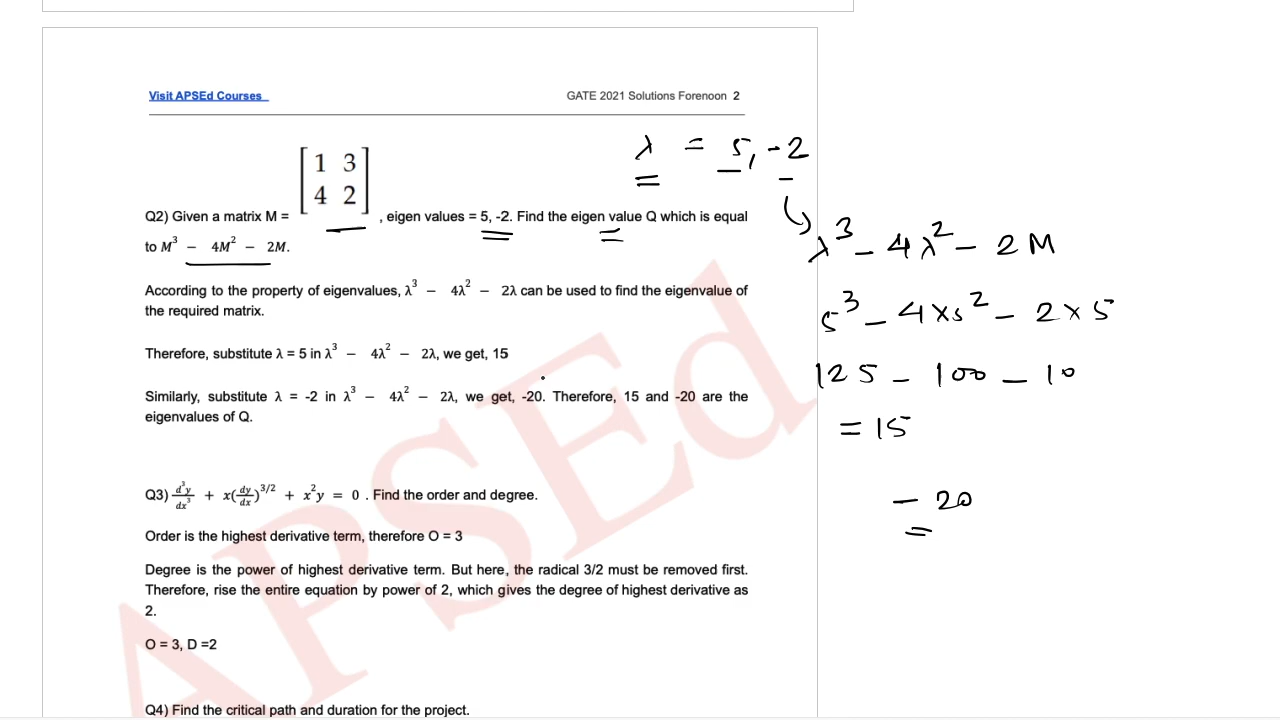 Visit APSEd Courses
GATE 2021 Solutions Forenoon 2
[1 3
4 2]
Q2) Given a matrix M = , eigen values = 5, -2. Find the eigen value Q which is equal
to M³ − 4M² − 2M.
According to the property of eigenvalues, λ³ − 4λ² − 2λ can be used to find the eigenvalue of
the required matrix.
Therefore, substitute λ = 5 in λ³ − 4λ² − 2λ, we get, 15
Similarly, substitute λ = -2 in λ³ − 4λ² − 2λ, we get, -20. Therefore, 15 and -20 are the
eigenvalues of Q.
Q3) d³y/dx³ + x(dy/dx)^3/2 + x²y = 0 . Find the order and degree.
Order is the highest derivative term, therefore O = 3
Degree is the power of highest derivative term. But here, the radical 3/2 must be removed first.
Therefore, rise the entire equation by power of 2, which gives the degree of highest derivative as
2.
O = 3, D =2
Q4) Find the critical path and duration for the project.
λ = 5, -2
λ³ − 4λ² − 2M
5³ − 4×5² − 2×5
125 − 100 − 10
= 15
− 20
=
APSEd